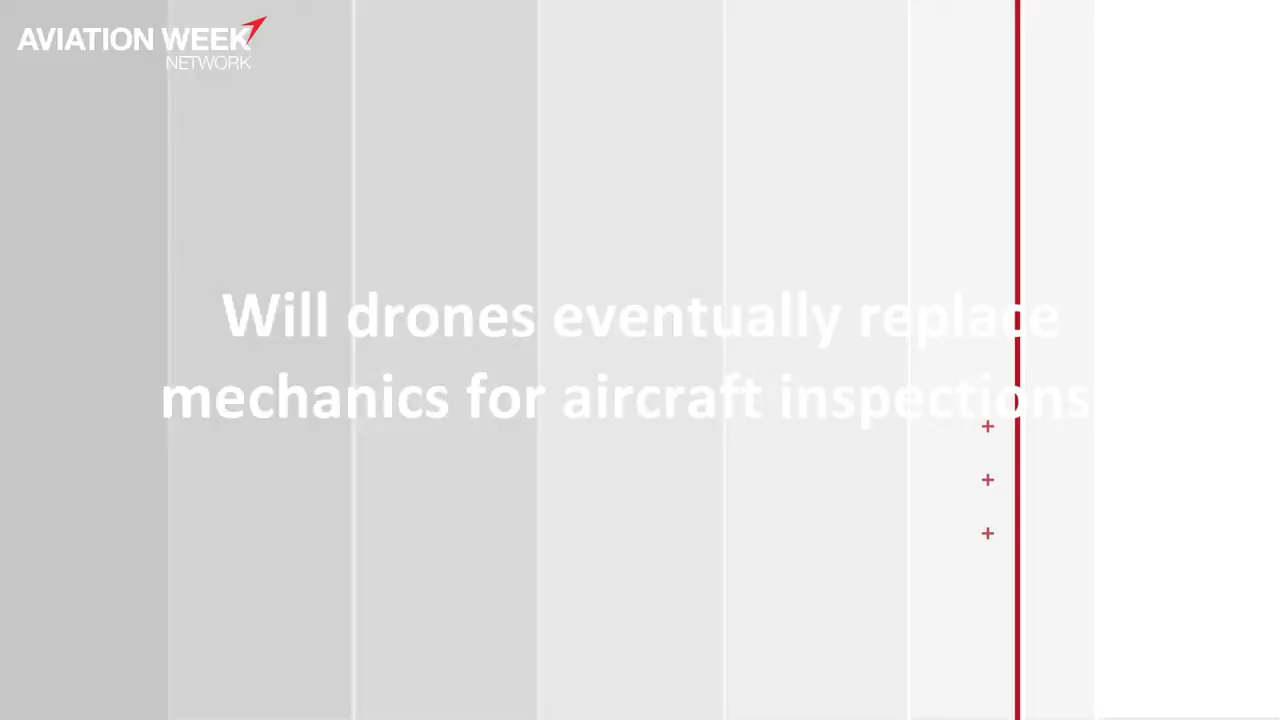 AVIATION WEEK
NETWORK
Will drones eventually replace
mechanics for aircraft inspections